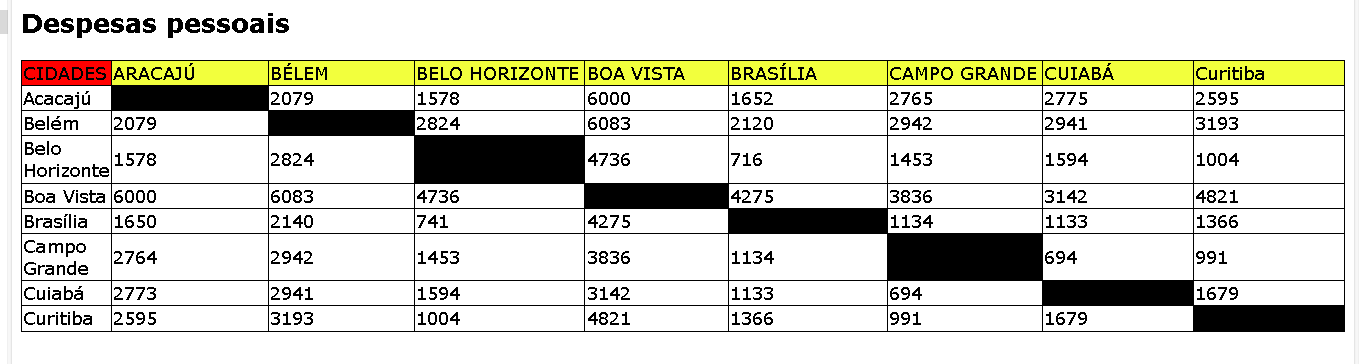 Despesas pessoais
CIDADES ARACAJÚ BÉLEM BELO HORIZONTE BOA VISTA BRASÍLIA CAMPO GRANDE CUIABÁ Curitiba
Acacajú 2079 1578 6000 1652 2765 2775 2595
Belém 2079 2824 6083 2120 2942 2941 3193
Belo
Horizonte 1578 2824 4736 716 1453 1594 1004
Boa Vista 6000 6083 4736 4275 3836 3142 4821
Brasília 1650 2140 741 4275 1134 1133 1366
Campo
Grande 2764 2942 1453 3836 1134 694 991
Cuiabá 2773 2941 1594 3142 1133 694 1679
Curitiba 2595 3193 1004 4821 1366 991 1679